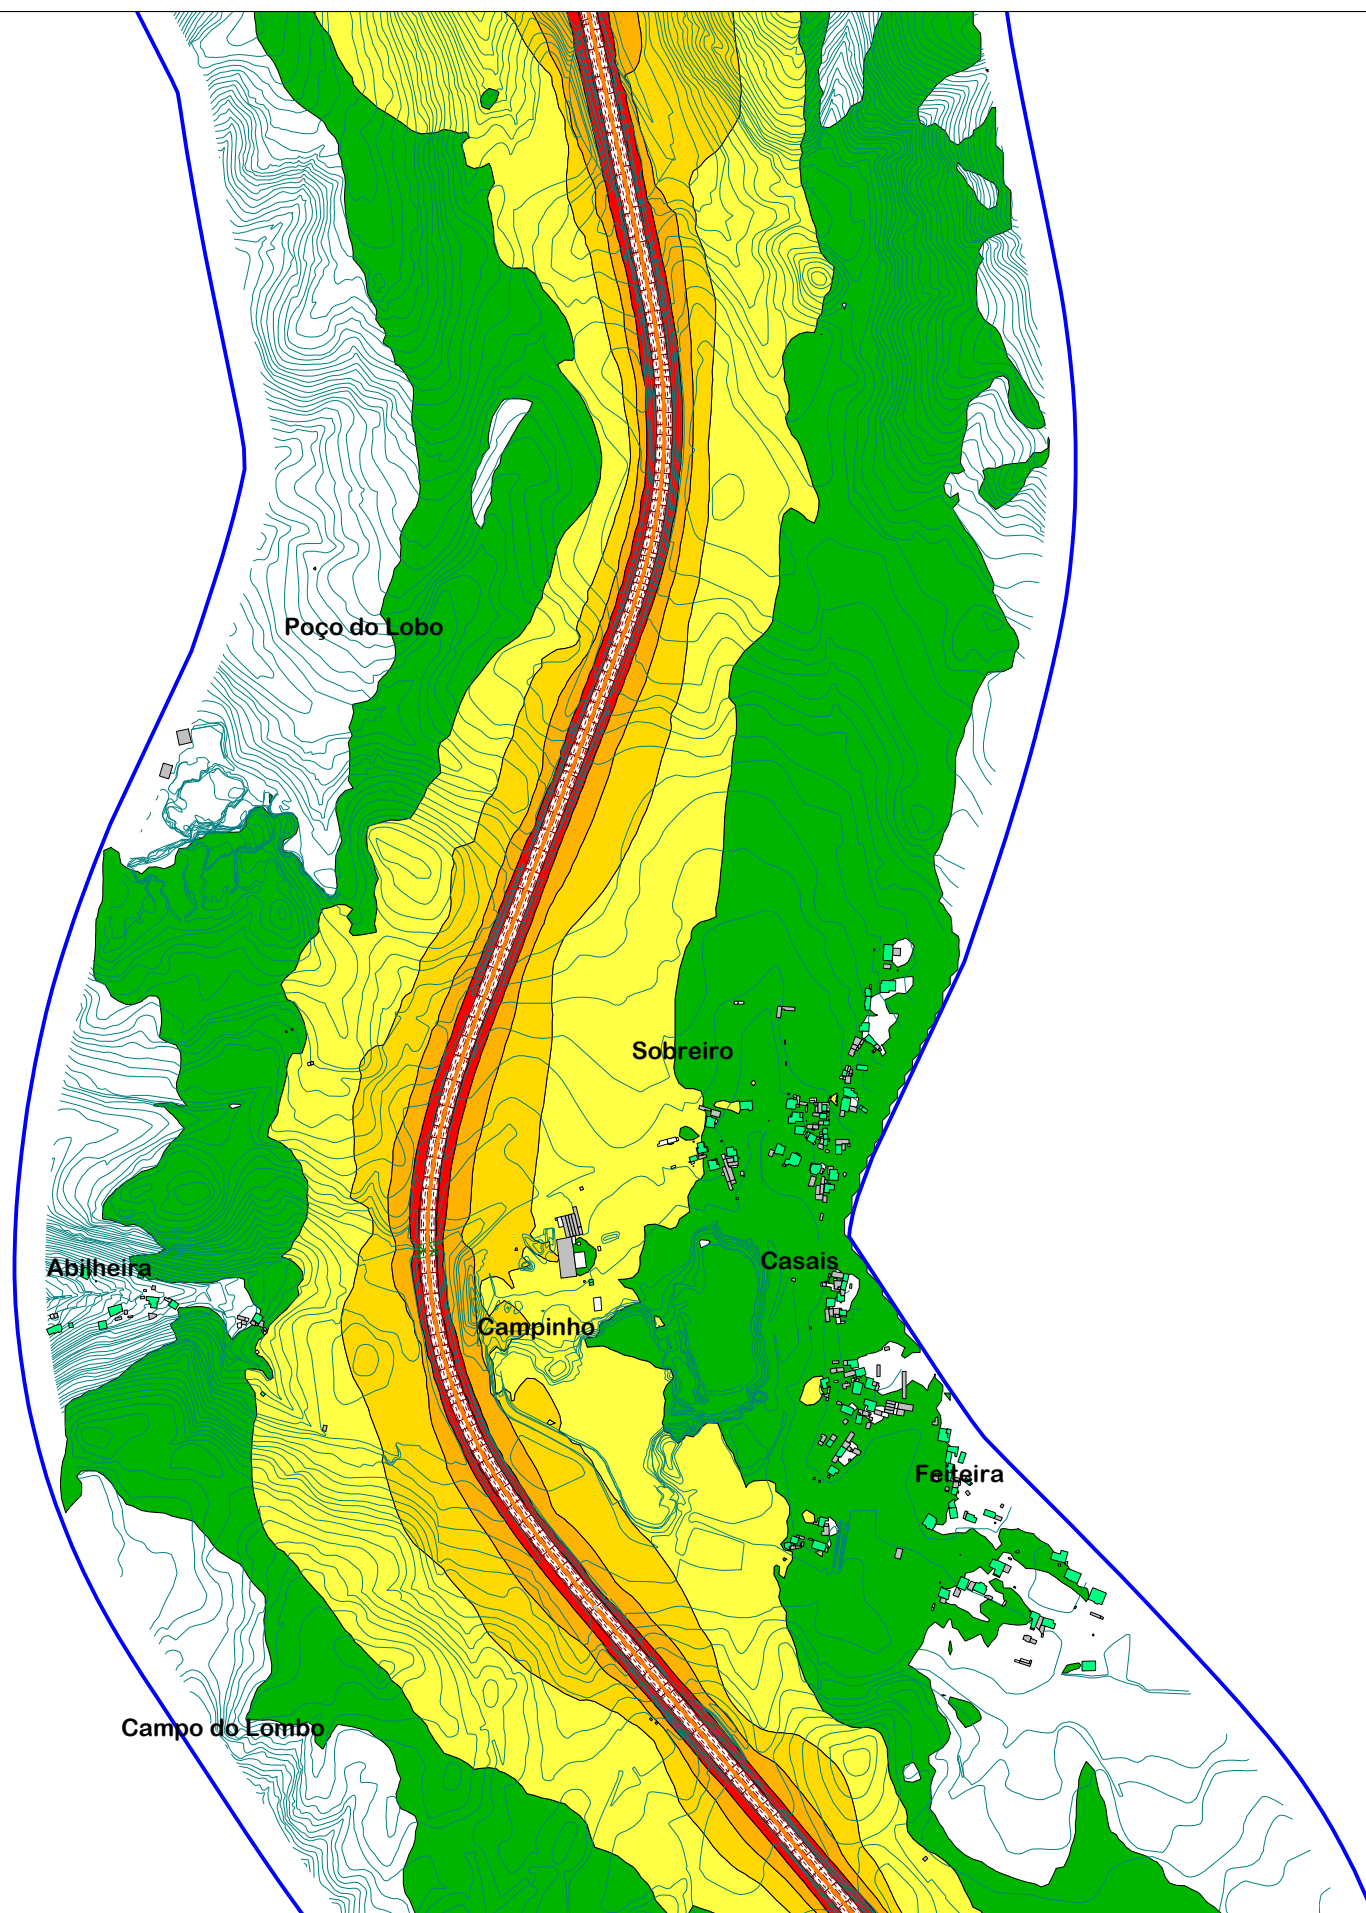 Poço do Lobo
Sobreiro
Abilheira
Casais
Campinho
Feiteira
Campo do Lombo